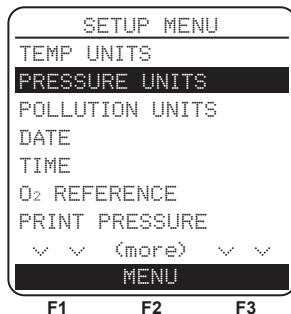 SETUP MENU
TEMP UNITS
PRESSURE UNITS
POLLUTION UNITS
DATE
TIME
O₂ REFERENCE
PRINT PRESSURE
(more)
MENU
F1 F2 F3